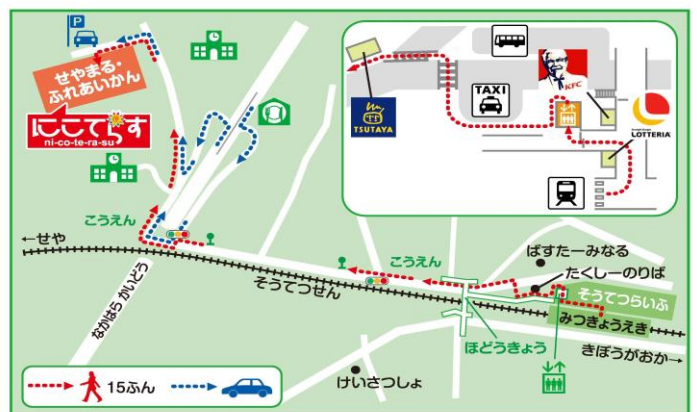 P
せやまる・
ふれあいかん
にこてらす
ni-co-te-ra-su
TSUTAYA
TAXI
KFC
LOTTERIA
こうえん
←せや
なかはらかいどう
そうてつせん
こうえん
ばすたーみなる
たくしーのりば
そうてつらいふ
みつきょうえき
きぼうがおか→
ほどうきょう
けいさつしょ
15ふん